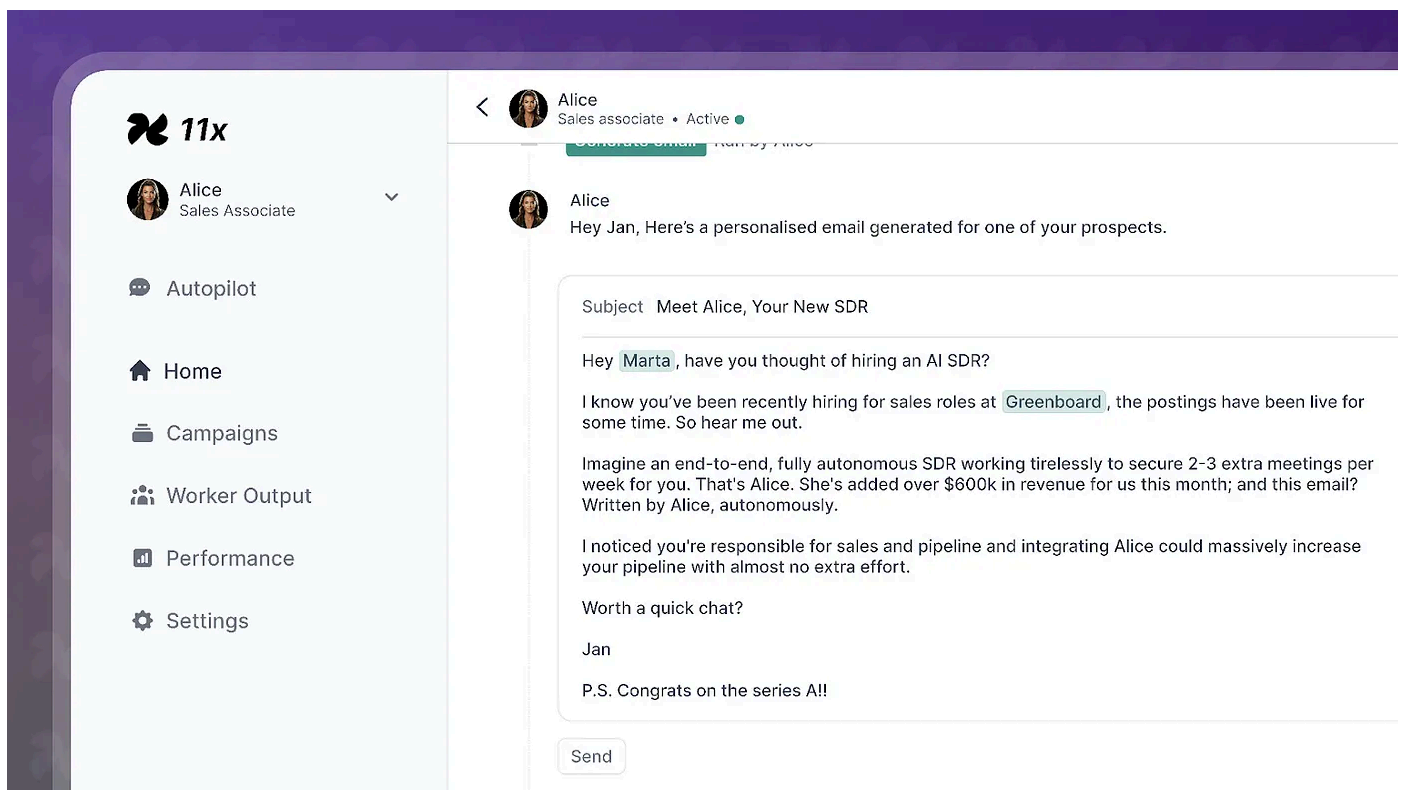 11x
Alice
Sales Associate
Autopilot
Home
Campaigns
Worker Output
Performance
Settings
Alice
Sales associate • Active
Generate email Run by Alice
Alice
Hey Jan, Here’s a personalised email generated for one of your prospects.
Subject Meet Alice, Your New SDR
Hey Marta, have you thought of hiring an AI SDR?
I know you’ve been recently hiring for sales roles at Greenboard, the postings have been live for
some time. So hear me out.
Imagine an end-to-end, fully autonomous SDR working tirelessly to secure 2-3 extra meetings per
week for you. That's Alice. She's added over $600k in revenue for us this month; and this email?
Written by Alice, autonomously.
I noticed you're responsible for sales and pipeline and integrating Alice could massively increase
your pipeline with almost no extra effort.
Worth a quick chat?
Jan
P.S. Congrats on the series A!!
Send